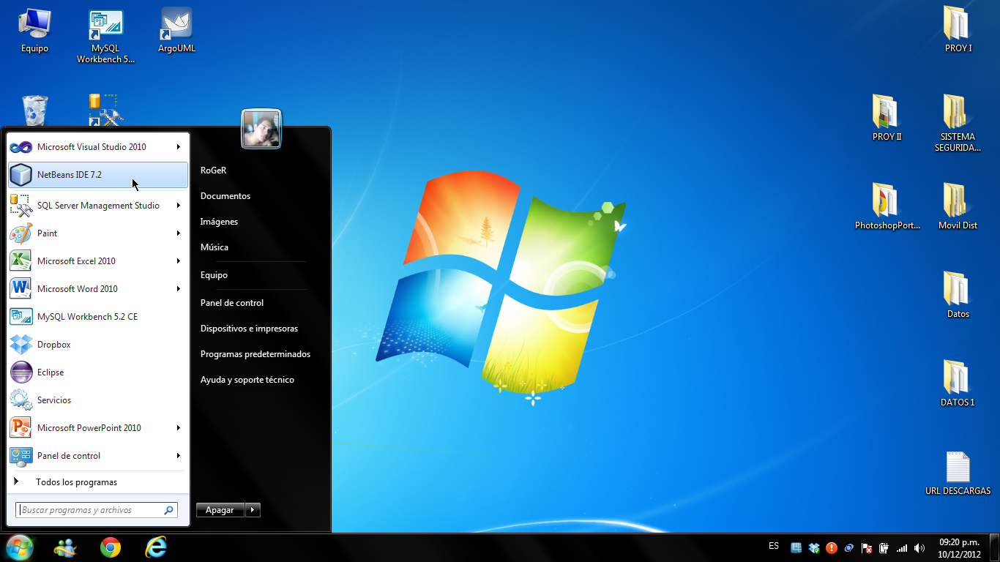 Equipo
MySQL
Workbench 5...
ArgoUML
PROY I
PROY II
SISTEMA
SEGURIDA...
PhotoshopPort...
Movil Dist
Datos
DATOS 1
URL DESCARGAS
Microsoft Visual Studio 2010
NetBeans IDE 7.2
SQL Server Management Studio
Paint
Microsoft Excel 2010
Microsoft Word 2010
MySQL Workbench 5.2 CE
Dropbox
Eclipse
Servicios
Microsoft PowerPoint 2010
Panel de control
Todos los programas
Buscar programas y archivos
RoGeR
Documentos
Imágenes
Música
Equipo
Panel de control
Dispositivos e impresoras
Programas predeterminados
Ayuda y soporte técnico
Apagar
ES
09:20 p.m.
10/12/2012